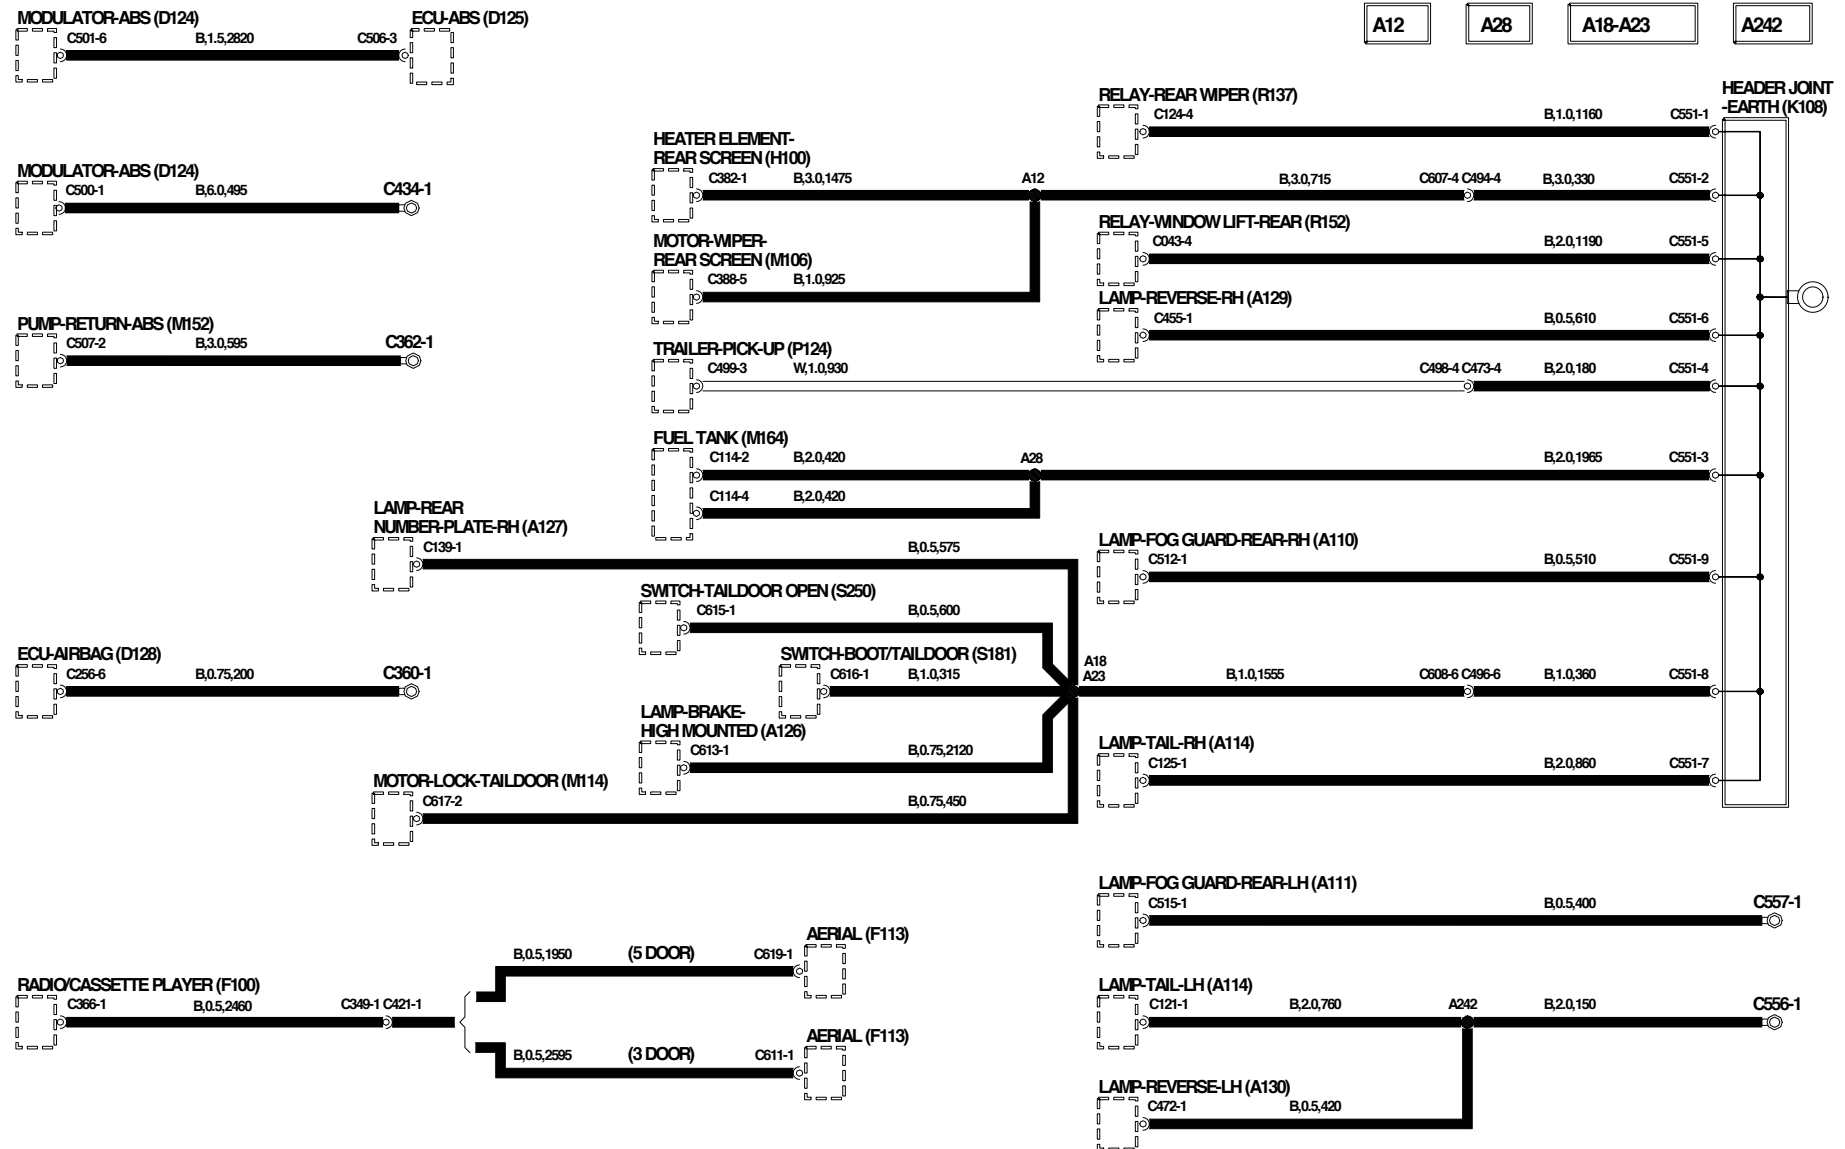 MODULATOR-ABS (D124)
C501-6 B,1.5,2820 C506-3
ECU-ABS (D125)
A12 A28 A18-A23 A242
MODULATOR-ABS (D124)
C500-1 B,6.0,495 C434-1
PUMP-RETURN-ABS (M152)
C507-2 B,3.0,595 C362-1
ECU-AIRBAG (D128)
C256-6 B,0.75,200 C360-1
RADIO/CASSETTE PLAYER (F100)
C366-1 B,0.5,2460 C349-1 C421-1
B,0.5,1950 (5 DOOR) C619-1
AERIAL (F113)
B,0.5,2595 (3 DOOR) C611-1
AERIAL (F113)
HEATER ELEMENT-
REAR SCREEN (H100)
C382-1 B,3.0,1475 A12 B,3.0,715 C607-4 C494-4 B,3.0,330 C551-2
MOTOR-WIPER-
REAR SCREEN (M106)
C388-5 B,1.0,925
TRAILER-PICK-UP (P124)
C499-3 W,1.0,930 C498-4 C473-4 B,2.0,180 C551-4
FUEL TANK (M164)
C114-2 B,2.0,420 A28 B,2.0,1965 C551-3
C114-4 B,2.0,420
LAMP-REAR
NUMBER-PLATE-RH (A127)
C139-1 B,0.5,575
SWITCH-TAILDOOR OPEN (S250)
C615-1 B,0.5,600
SWITCH-BOOT/TAILDOOR (S181)
C616-1 B,1.0,315
A18
A23
B,1.0,1555 C608-6 C496-6 B,1.0,360 C551-8
LAMP-BRAKE-
HIGH MOUNTED (A126)
C613-1 B,0.75,2120
MOTOR-LOCK-TAILDOOR (M114)
C617-2 B,0.75,450
RELAY-REAR WIPER (R137)
C124-4 B,1.0,1160 C551-1
HEADER JOINT
-EARTH (K108)
RELAY-WINDOW LIFT-REAR (R152)
C043-4 B,2.0,1190 C551-5
LAMP-REVERSE-RH (A129)
C455-1 B,0.5,610 C551-6
LAMP-FOG GUARD-REAR-RH (A110)
C512-1 B,0.5,510 C551-9
LAMP-TAIL-RH (A114)
C125-1 B,2.0,860 C551-7
LAMP-FOG GUARD-REAR-LH (A111)
C515-1 B,0.5,400 C557-1
LAMP-TAIL-LH (A114)
C121-1 B,2.0,760 A242 B,2.0,150 C556-1
LAMP-REVERSE-LH (A130)
C472-1 B,0.5,420